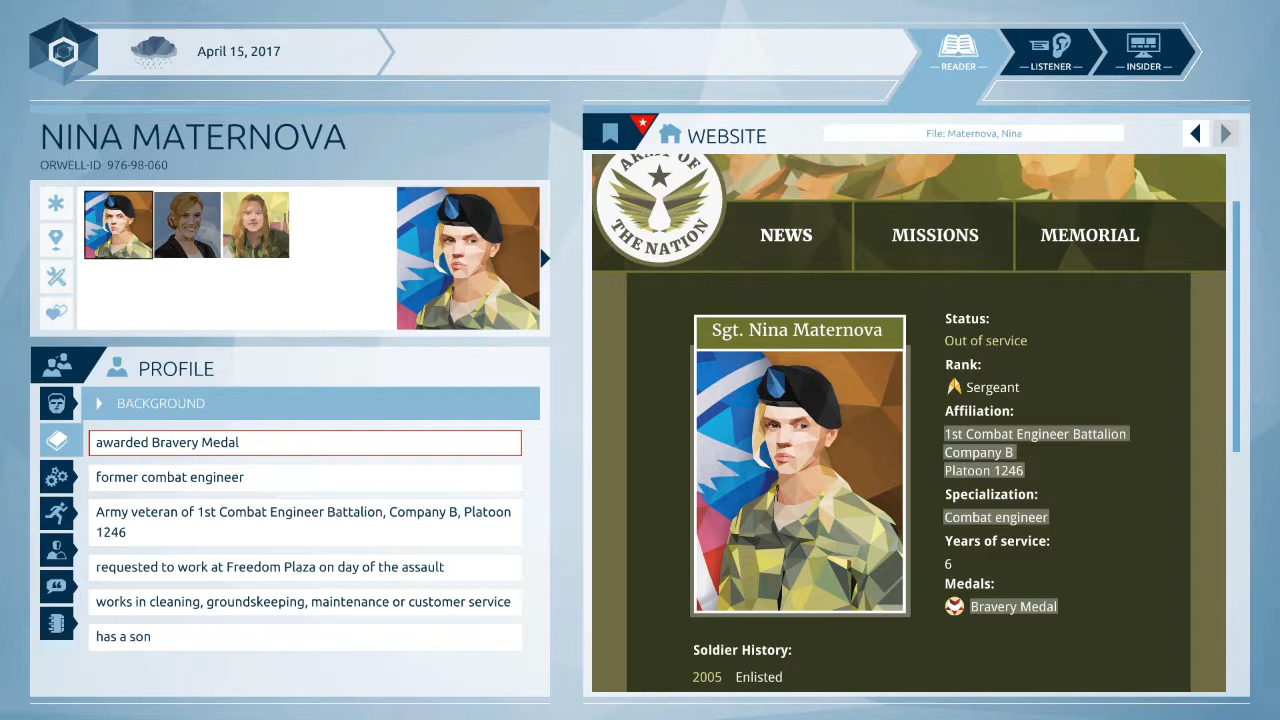 April 15, 2017
— READER —
— LISTENER —
— INSIDER —
NINA MATERNOVA
ORWELL-ID 976-98-060
WEBSITE
File: Maternova, Nina
ARMY OF
THE NATION
NEWS
MISSIONS
MEMORIAL
PROFILE
BACKGROUND
awarded Bravery Medal
former combat engineer
Army veteran of 1st Combat Engineer Battalion, Company B, Platoon
1246
requested to work at Freedom Plaza on day of the assault
works in cleaning, groundskeeping, maintenance or customer service
has a son
Sgt. Nina Maternova
Status:
Out of service
Rank:
Sergeant
Affiliation:
1st Combat Engineer Battalion
Company B
Platoon 1246
Specialization:
Combat engineer
Years of service:
6
Medals:
Bravery Medal
Soldier History:
2005 Enlisted